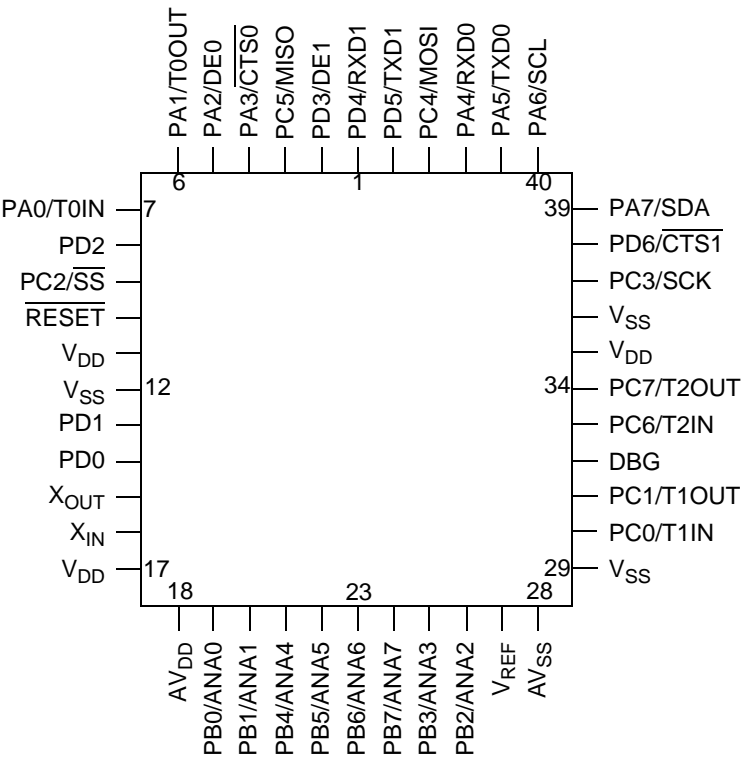 PA1/T0OUT
PA2/DE0
PA3/CTS0
PC5/MISO
PD3/DE1
PD4/RXD1
PD5/TXD1
PC4/MOSI
PA4/RXD0
PA5/TXD0
PA6/SCL
6
1
40
PA0/T0IN
7
39
PA7/SDA
PD2
PD6/CTS1
PC2/SS
PC3/SCK
RESET
VSS
VDD
VDD
VSS
12
34
PC7/T2OUT
PD1
PC6/T2IN
PD0
DBG
XOUT
PC1/T1OUT
XIN
PC0/T1IN
VDD
17
29
VSS
18
23
28
AVDD
PB0/ANA0
PB1/ANA1
PB4/ANA4
PB5/ANA5
PB6/ANA6
PB7/ANA7
PB3/ANA3
PB2/ANA2
VREF
AVSS